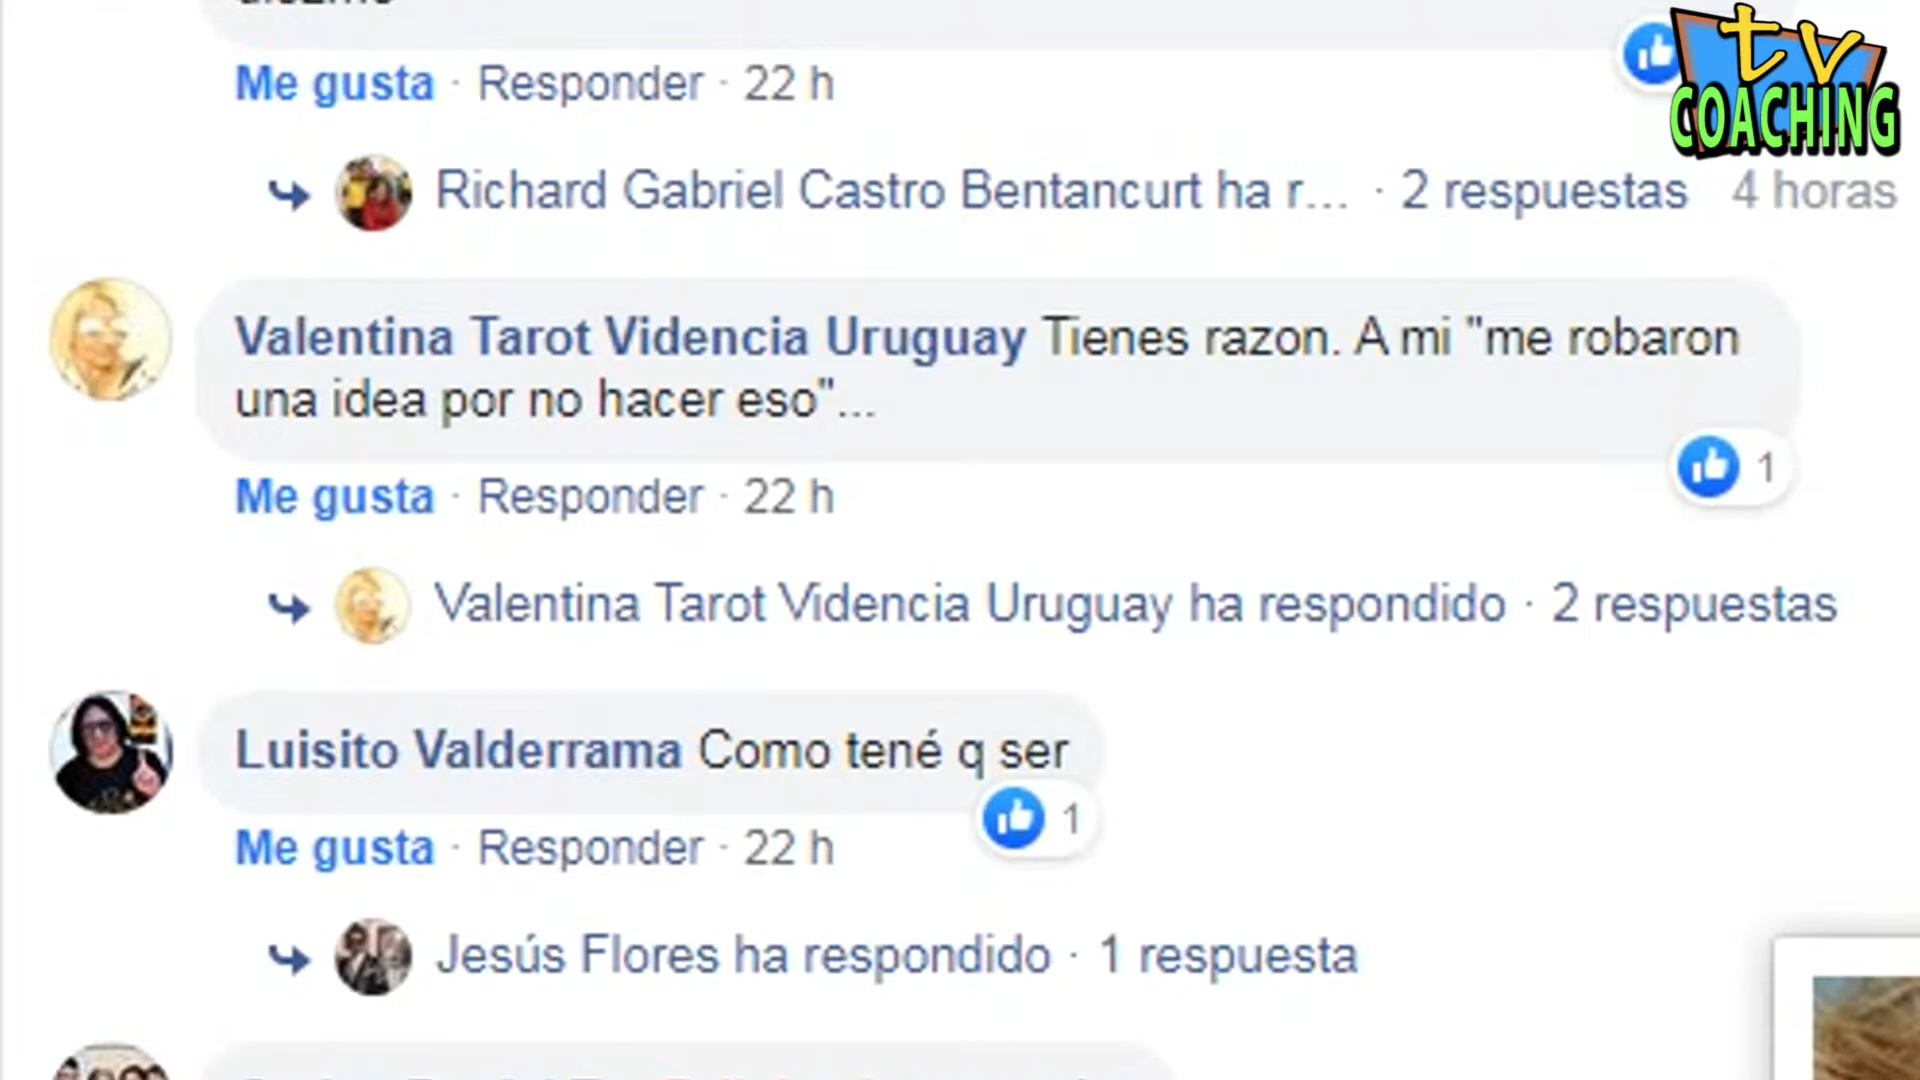 Me gusta · Responder · 22 h
tv
COACHING
Richard Gabriel Castro Bentancurt ha r... · 2 respuestas 4 horas
Valentina Tarot Videncia Uruguay Tienes razon. A mi "me robaron
una idea por no hacer eso"...
1
Me gusta · Responder · 22 h
Valentina Tarot Videncia Uruguay ha respondido · 2 respuestas
Luisito Valderrama Como tené q ser
1
Me gusta · Responder · 22 h
Jesús Flores ha respondido · 1 respuesta